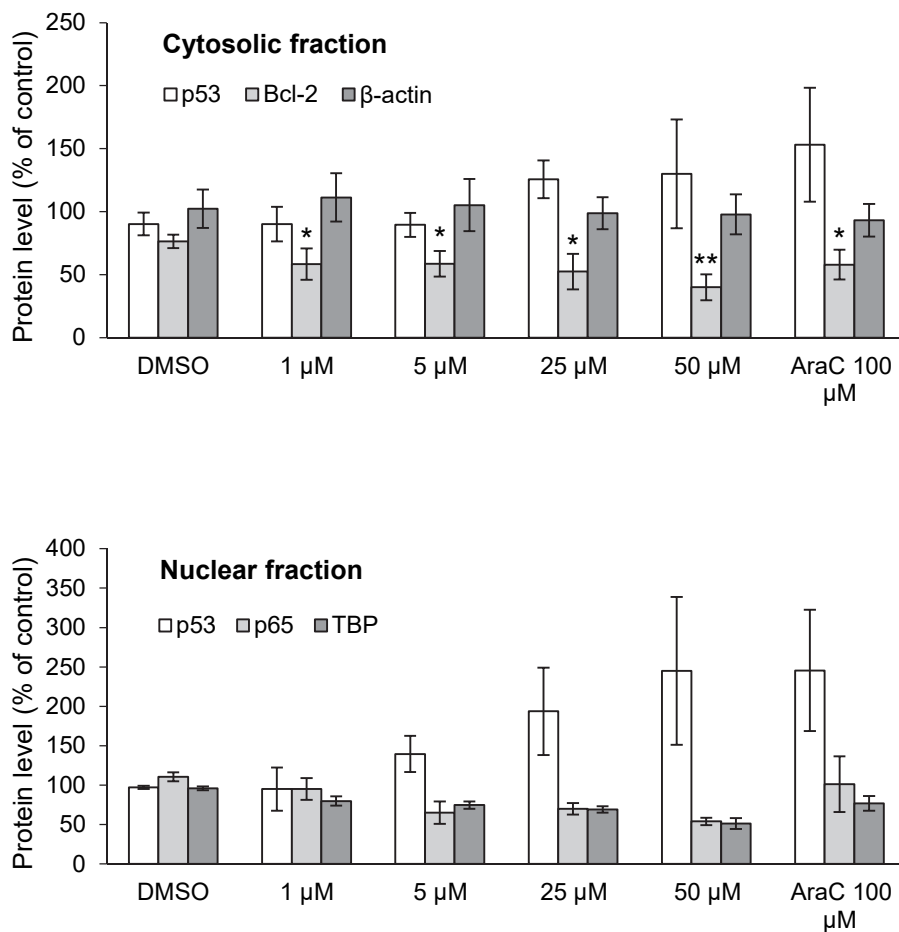 Protein level (% of control)
250
200
150
100
50
0
Cytosolic fraction
p53 Bcl-2 β-actin
* * * ** *
DMSO 1 µM 5 µM 25 µM 50 µM AraC 100
µM
Protein level (% of control)
400
350
300
250
200
150
100
50
0
Nuclear fraction
p53 p65 TBP
DMSO 1 µM 5 µM 25 µM 50 µM AraC 100
µM